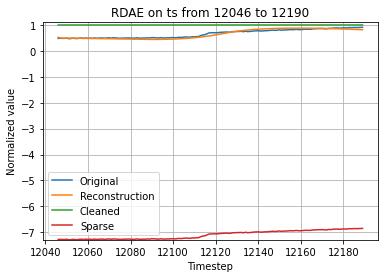 RDAE on ts from 12046 to 12190
1
0
−1
−2
−3
−4
−5
−6
−7
Normalized value
Original
Reconstruction
Cleaned
Sparse
12040 12060 12080 12100 12120 12140 12160 12180
Timestep